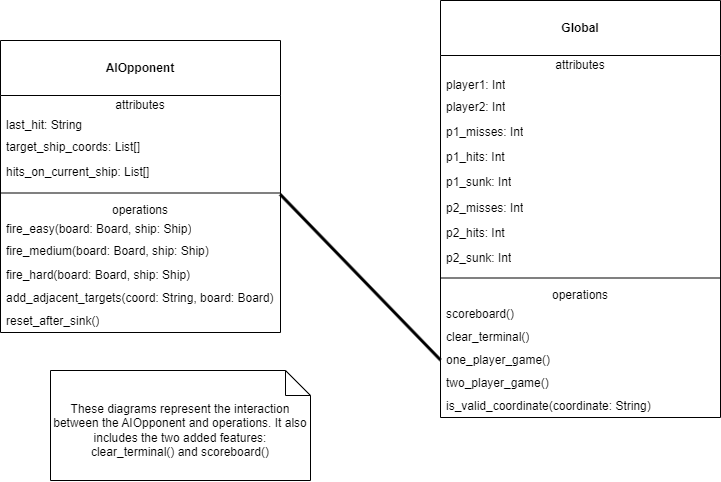 AIOpponent
attributes
last_hit: String
target_ship_coords: List[]
hits_on_current_ship: List[]
operations
fire_easy(board: Board, ship: Ship)
fire_medium(board: Board, ship: Ship)
fire_hard(board: Board, ship: Ship)
add_adjacent_targets(coord: String, board: Board)
reset_after_sink()
Global
attributes
player1: Int
player2: Int
p1_misses: Int
p1_hits: Int
p1_sunk: Int
p2_misses: Int
p2_hits: Int
p2_sunk: Int
operations
scoreboard()
clear_terminal()
one_player_game()
two_player_game()
is_valid_coordinate(coordinate: String)
These diagrams represent the interaction
between the AIOpponent and operations. It also
includes the two added features:
clear_terminal() and scoreboard()